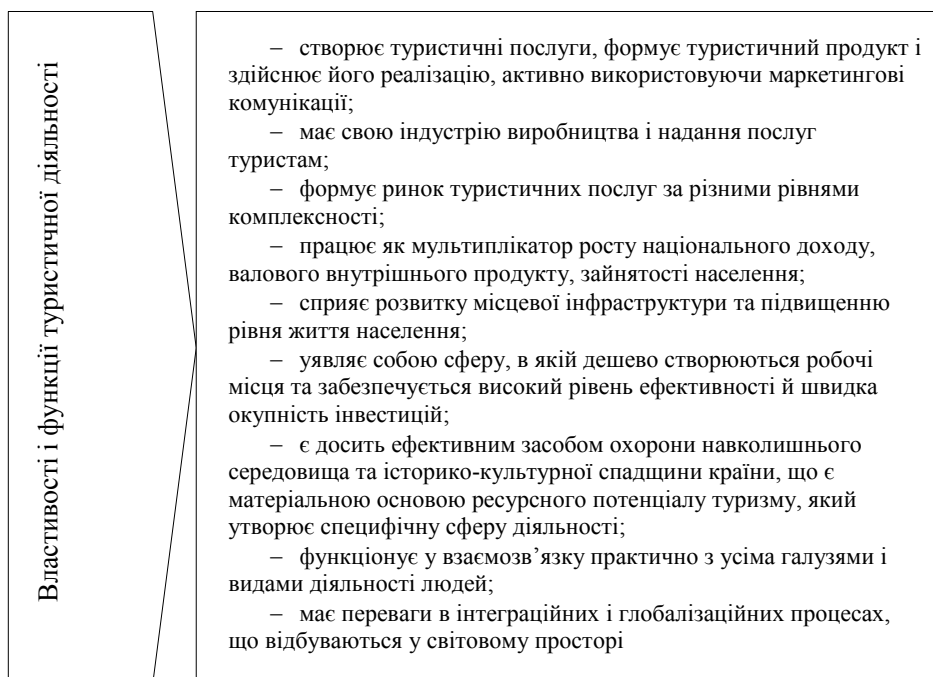 Властивості і функції туристичної діяльності
– створює туристичні послуги, формує туристичний продукт і
здійснює його реалізацію, активно використовуючи маркетингові
комунікації;
– має свою індустрію виробництва і надання послуг
туристам;
– формує ринок туристичних послуг за різними рівнями
комплексності;
– працює як мультиплікатор росту національного доходу,
валового внутрішнього продукту, зайнятості населення;
– сприяє розвитку місцевої інфраструктури та підвищенню
рівня життя населення;
– уявляє собою сферу, в якій дешево створюються робочі
місця та забезпечується високий рівень ефективності й швидка
окупність інвестицій;
– є досить ефективним засобом охорони навколишнього
середовища та історико-культурної спадщини країни, що є
матеріальною основою ресурсного потенціалу туризму, який
утворює специфічну сферу діяльності;
– функціонує у взаємозв’язку практично з усіма галузями і
видами діяльності людей;
– має переваги в інтеграційних і глобалізаційних процесах,
що відбуваються у світовому просторі